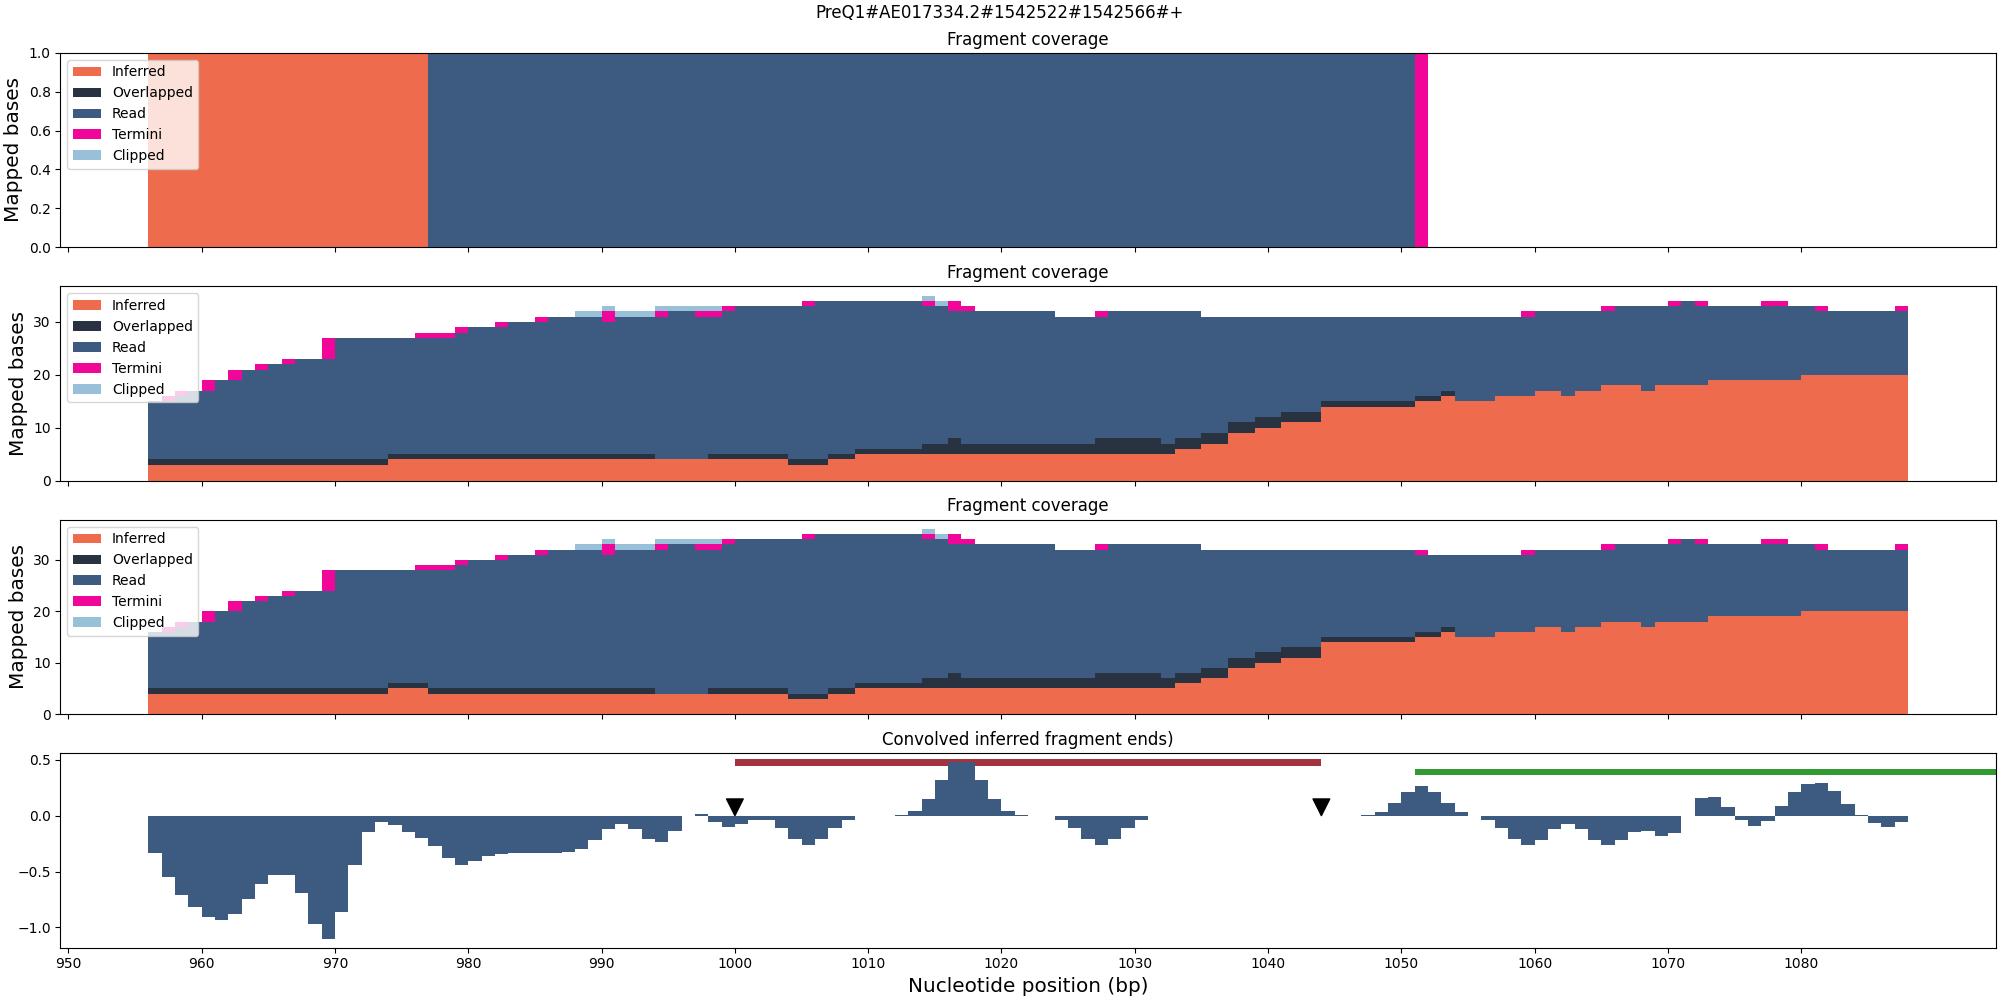 PreQ1#AE017334.2#1542522#1542566#+
Fragment coverage
Mapped bases
1.0
0.8
0.6
0.4
0.2
0.0
Inferred
Overlapped
Read
Termini
Clipped
Fragment coverage
Mapped bases
30
20
10
0
Inferred
Overlapped
Read
Termini
Clipped
Fragment coverage
Mapped bases
30
20
10
0
Inferred
Overlapped
Read
Termini
Clipped
Convolved inferred fragment ends)
0.5
0.0
−0.5
−1.0
950 960 970 980 990 1000 1010 1020 1030 1040 1050 1060 1070 1080
Nucleotide position (bp)